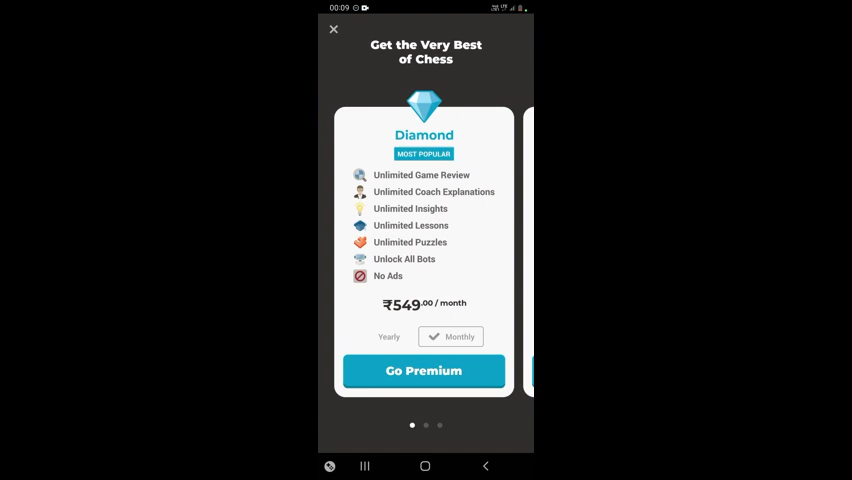 00:09
Get the Very Best
of Chess
Diamond
MOST POPULAR
Unlimited Game Review
Unlimited Coach Explanations
Unlimited Insights
Unlimited Lessons
Unlimited Puzzles
Unlock All Bots
No Ads
₹549.00 / month
Yearly
Monthly
Go Premium